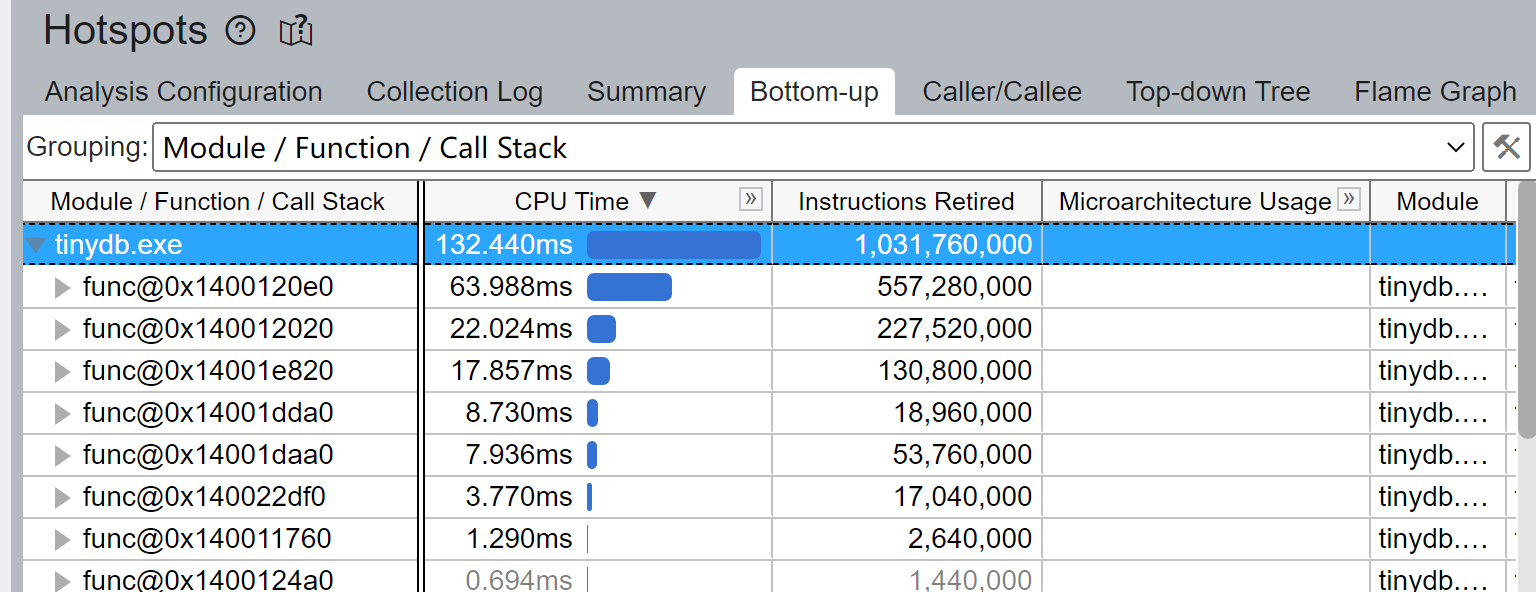 Hotspots
Analysis Configuration Collection Log Summary Bottom-up Caller/Callee Top-down Tree Flame Graph
Grouping: Module / Function / Call Stack
Module / Function / Call Stack CPU Time ▼ » Instructions Retired Microarchitecture Usage » Module
tinydb.exe 132.440ms 1,031,760,000
func@0x1400120e0 63.988ms 557,280,000 tinydb....
func@0x140012020 22.024ms 227,520,000 tinydb....
func@0x14001e820 17.857ms 130,800,000 tinydb....
func@0x14001dda0 8.730ms 18,960,000 tinydb....
func@0x14001daa0 7.936ms 53,760,000 tinydb....
func@0x140022df0 3.770ms 17,040,000 tinydb....
func@0x140011760 1.290ms 2,640,000 tinydb....
func@0x1400124a0 0.694ms 1,440,000 tinydb....